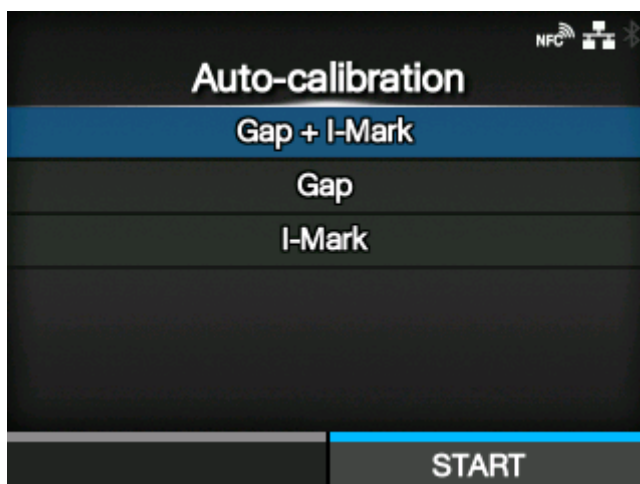 NFC
Auto-calibration
Gap + I-Mark
Gap
I-Mark
START